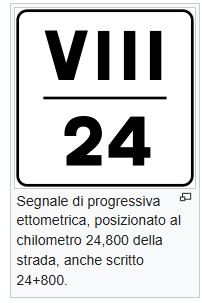 VIII
24
Segnale di progressiva
ettometrica, posizionato al
chilometro 24,800 della
strada, anche scritto
24+800.